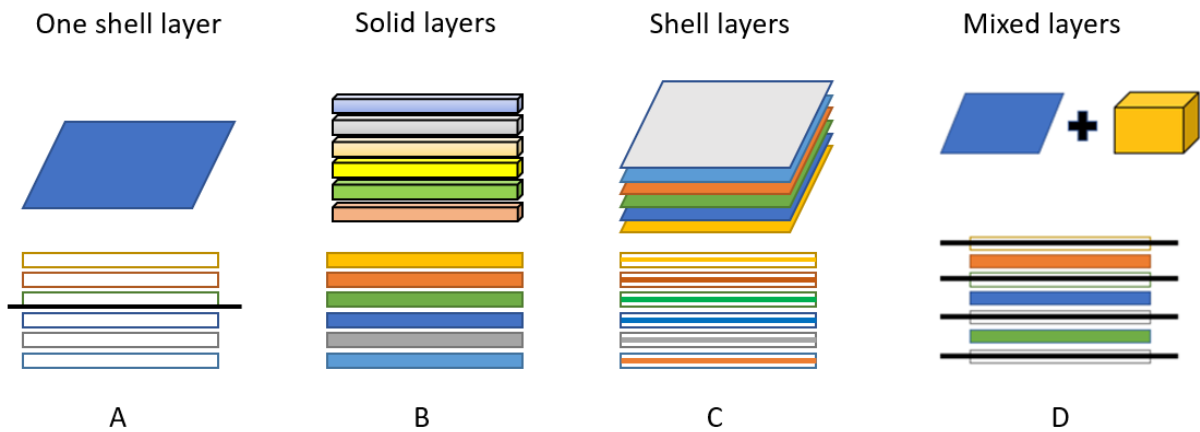 One shell layer
Solid layers
Shell layers
Mixed layers
A
B
C
D